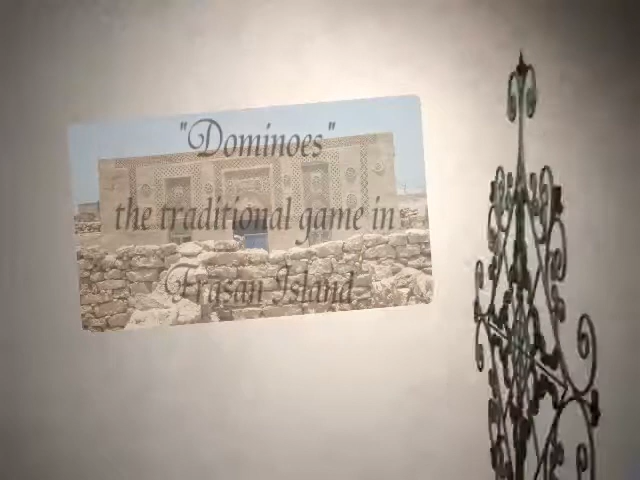 "Dominoes"
the traditional game in
Frasan Island